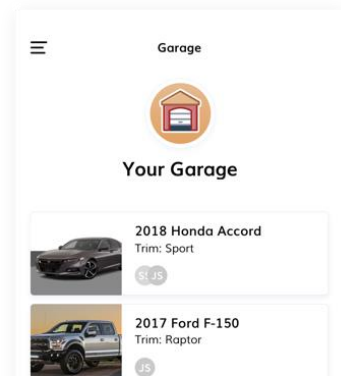 Garage
Your Garage
2018 Honda Accord
Trim: Sport
JS
2017 Ford F-150
Trim: Raptor
JS